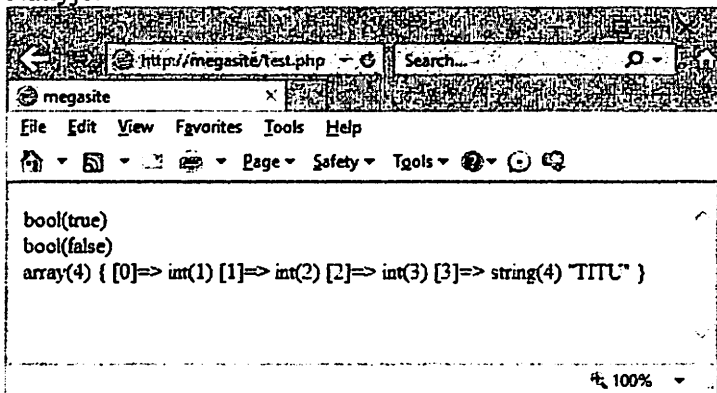 http://megasite/test.php
Search...
megasite
File Edit View Favorites Tools Help
Page Safety Tools
bool(true)
bool(false)
array(4) { [0]=> int(1) [1]=> int(2) [2]=> int(3) [3]=> string(4) "TITU" }
100%